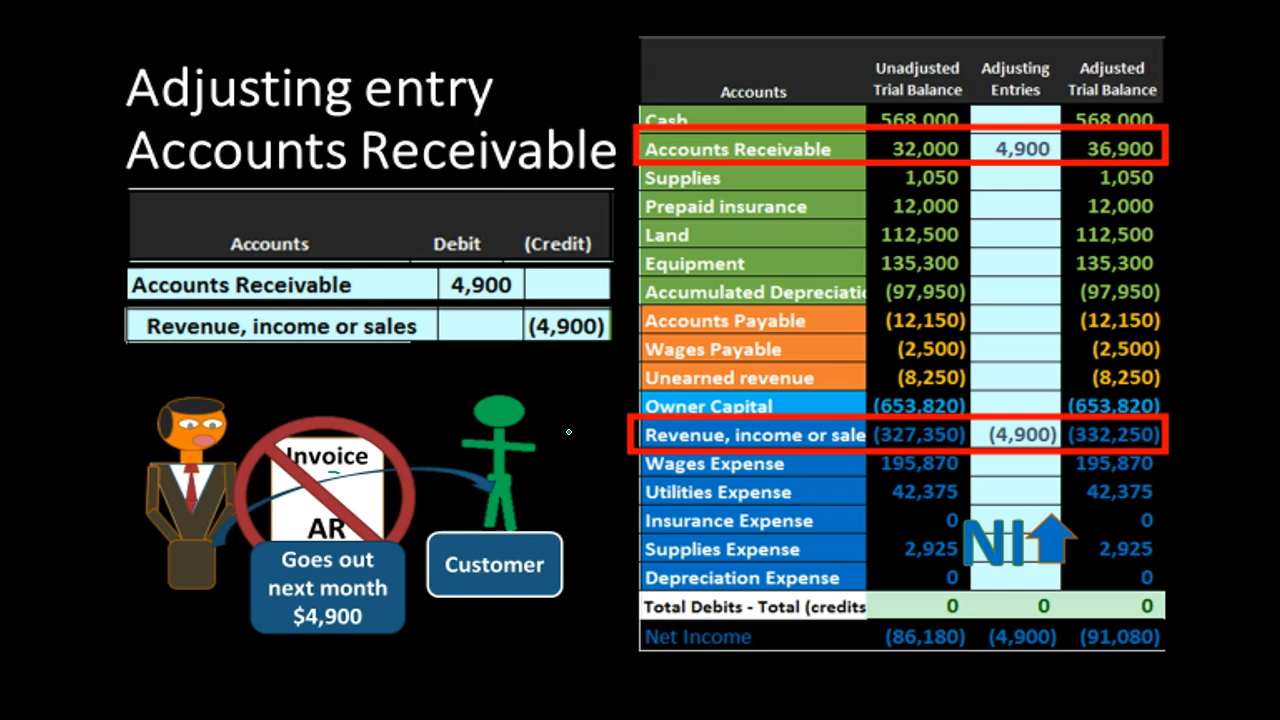 Adjusting entry
Accounts Receivable
Accounts Debit (Credit)
Accounts Receivable 4,900
Revenue, income or sales (4,900)
Invoice
AR
Goes out
next month
$4,900
Customer
Unadjusted Adjusting Adjusted
Accounts Trial Balance Entries Trial Balance
Cash 568,000 568,000
Accounts Receivable 32,000 4,900 36,900
Supplies 1,050 1,050
Prepaid insurance 12,000 12,000
Land 112,500 112,500
Equipment 135,300 135,300
Accumulated Depreciatio (97,950) (97,950)
Accounts Payable (12,150) (12,150)
Wages Payable (2,500) (2,500)
Unearned revenue (8,250) (8,250)
Owner Capital (653,820) (653,820)
Revenue, income or sale (327,350) (4,900) (332,250)
Wages Expense 195,870 195,870
Utilities Expense 42,375 42,375
Insurance Expense 0 0
Supplies Expense 2,925 2,925
NI
Depreciation Expense 0 0
Total Debits - Total (credits 0 0 0
Net Income (86,180) (4,900) (91,080)